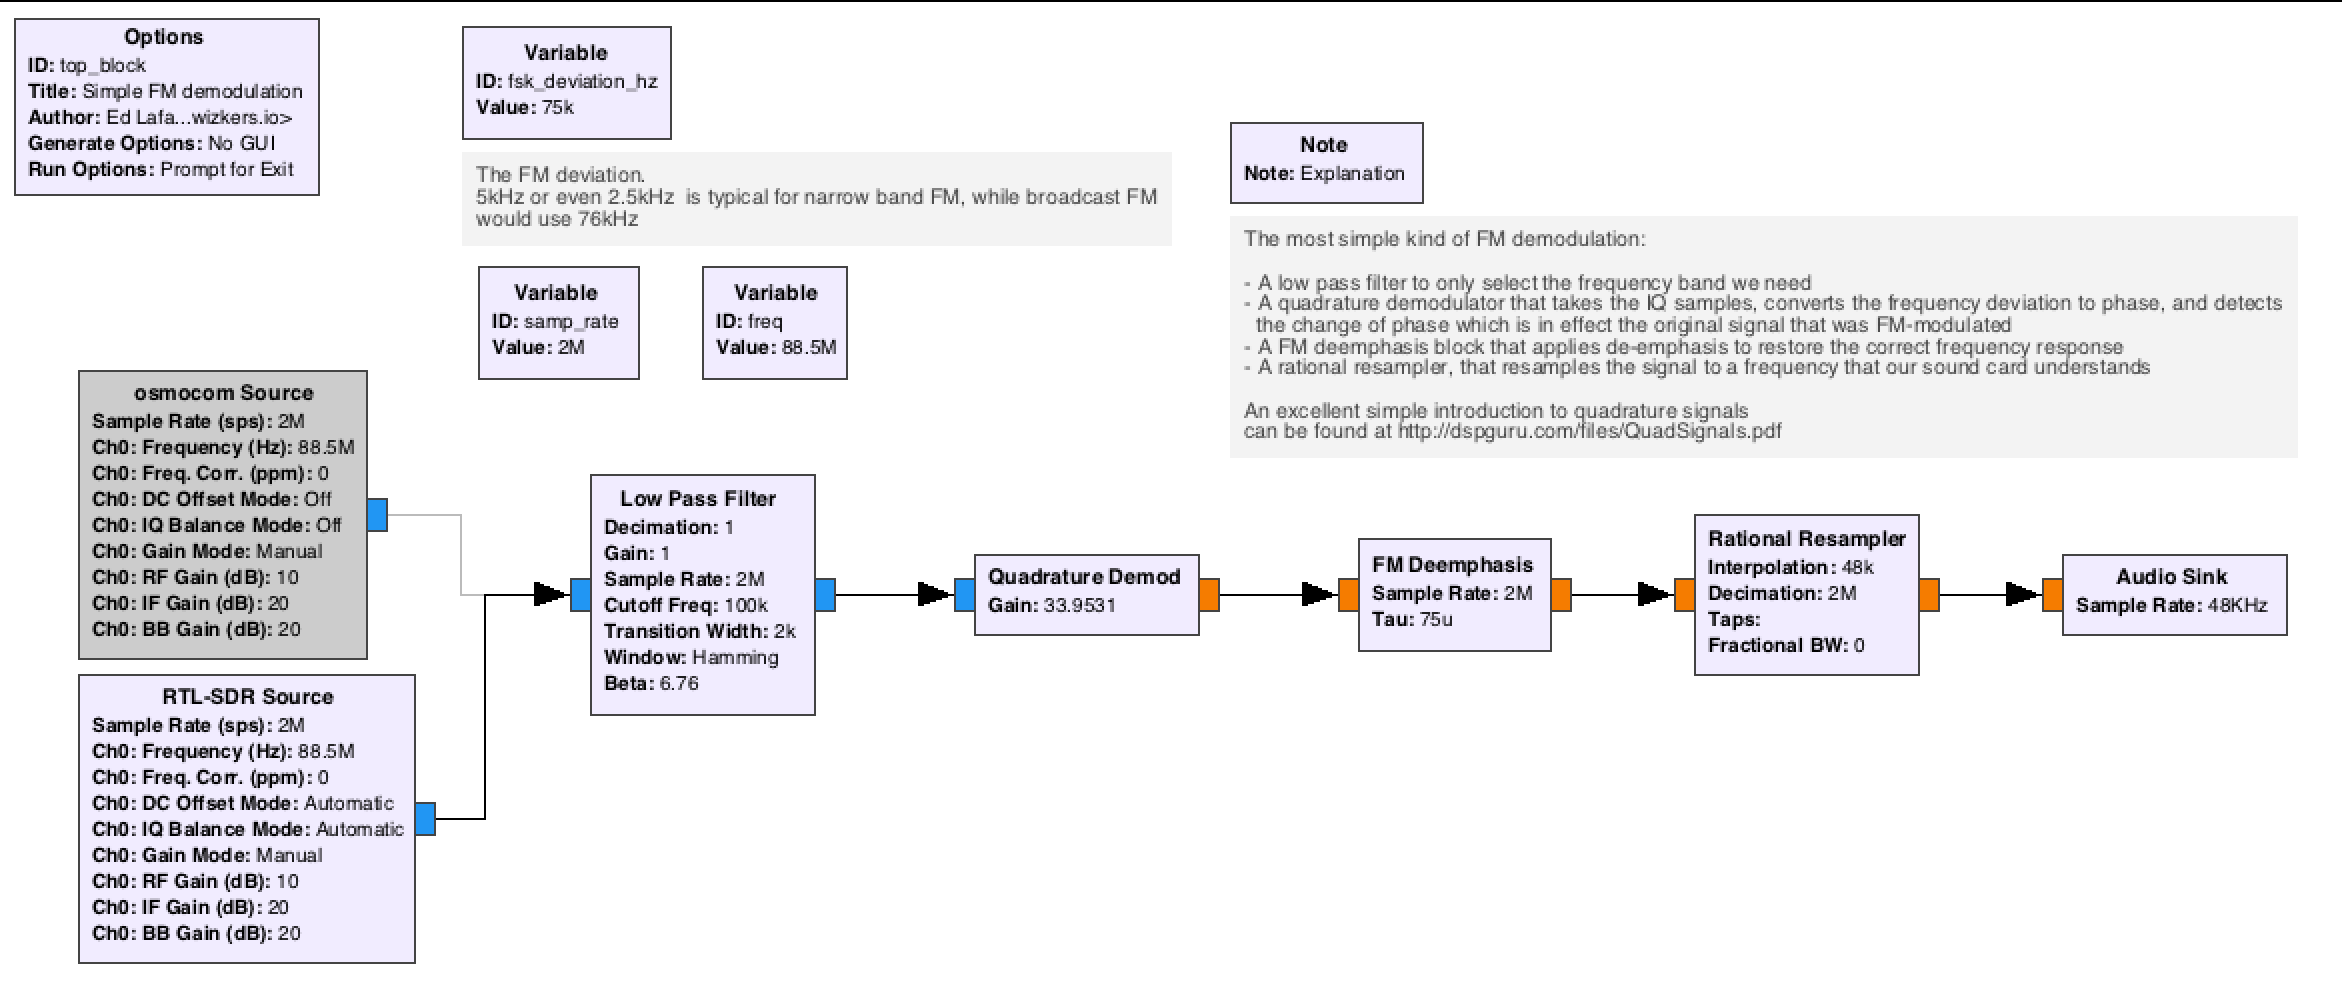 Options
ID: top_block
Title: Simple FM demodulation
Author: Ed Lafa...wizkers.io>
Generate Options: No GUI
Run Options: Prompt for Exit
Variable
ID: fsk_deviation_hz
Value: 75k
The FM deviation.
5kHz or even 2.5kHz  is typical for narrow band FM, while broadcast FM
would use 76kHz
Variable
ID: samp_rate
Value: 2M
Variable
ID: freq
Value: 88.5M
Note
Note: Explanation
The most simple kind of FM demodulation:
- A low pass filter to only select the frequency band we need
- A quadrature demodulator that takes the IQ samples, converts the frequency deviation to phase, and detects
the change of phase which is in effect the original signal that was FM-modulated
- A FM deemphasis block that applies de-emphasis to restore the correct frequency response
- A rational resampler, that resamples the signal to a frequency that our sound card understands
An excellent simple introduction to quadrature signals
can be found at http://dspguru.com/files/QuadSignals.pdf
osmocom Source
Sample Rate (sps): 2M
Ch0: Frequency (Hz): 88.5M
Ch0: Freq. Corr. (ppm): 0
Ch0: DC Offset Mode: Off
Ch0: IQ Balance Mode: Off
Ch0: Gain Mode: Manual
Ch0: RF Gain (dB): 10
Ch0: IF Gain (dB): 20
Ch0: BB Gain (dB): 20
RTL-SDR Source
Sample Rate (sps): 2M
Ch0: Frequency (Hz): 88.5M
Ch0: Freq. Corr. (ppm): 0
Ch0: DC Offset Mode: Automatic
Ch0: IQ Balance Mode: Automatic
Ch0: Gain Mode: Manual
Ch0: RF Gain (dB): 10
Ch0: IF Gain (dB): 20
Ch0: BB Gain (dB): 20
Low Pass Filter
Decimation: 1
Gain: 1
Sample Rate: 2M
Cutoff Freq: 100k
Transition Width: 2k
Window: Hamming
Beta: 6.76
Quadrature Demod
Gain: 33.9531
FM Deemphasis
Sample Rate: 2M
Tau: 75u
Rational Resampler
Interpolation: 48k
Decimation: 2M
Taps:
Fractional BW: 0
Audio Sink
Sample Rate: 48KHz